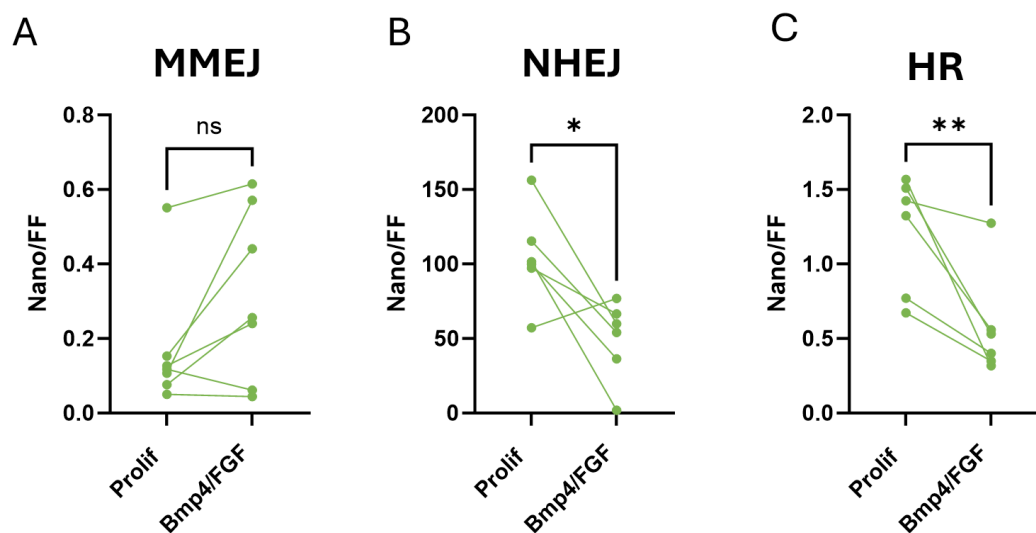 A
MMEJ
Nano/FF
0.8
0.6
0.4
0.2
0.0
ns
Prolif
Bmp4/FGF
B
NHEJ
Nano/FF
200
150
100
50
0
*
Prolif
Bmp4/FGF
C
HR
Nano/FF
2.0
1.5
1.0
0.5
0.0
**
Prolif
Bmp4/FGF